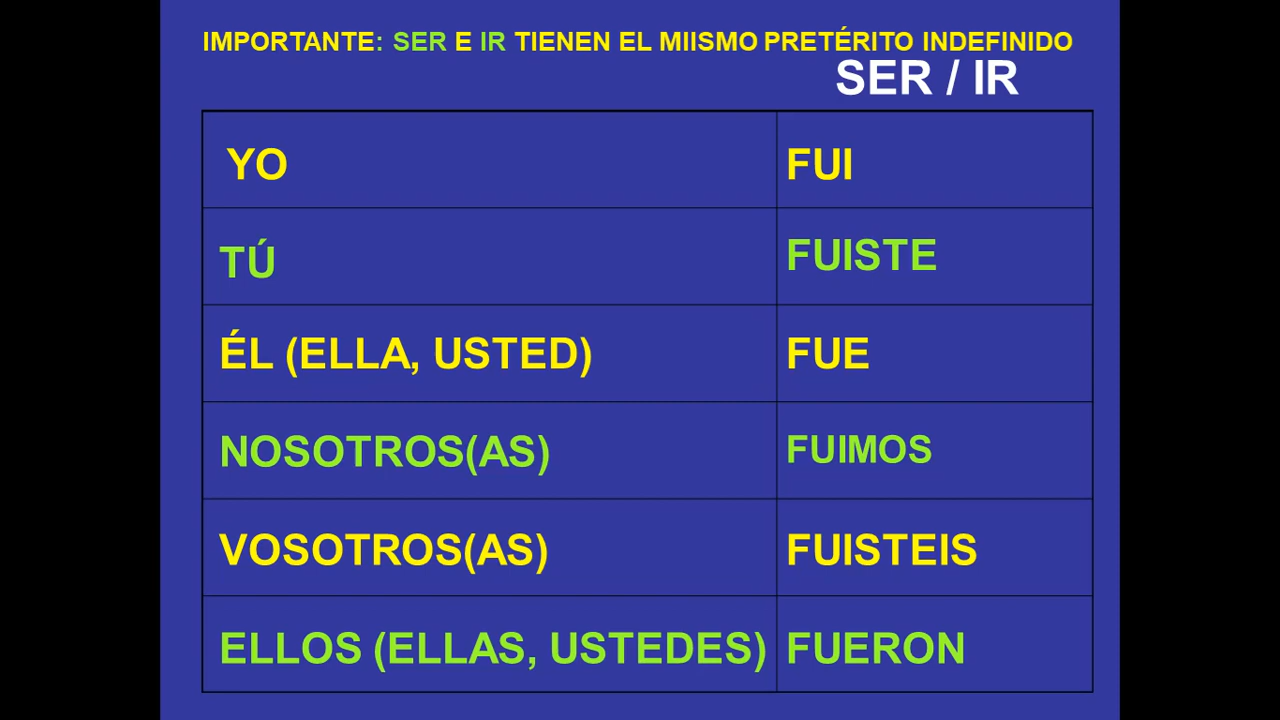 IMPORTANTE: SER E IR TIENEN EL MIISMO PRETÉRITO INDEFINIDO
SER / IR
YO FUI
TÚ FUISTE
ÉL (ELLA, USTED) FUE
NOSOTROS(AS) FUIMOS
VOSOTROS(AS) FUISTEIS
ELLOS (ELLAS, USTEDES) FUERON